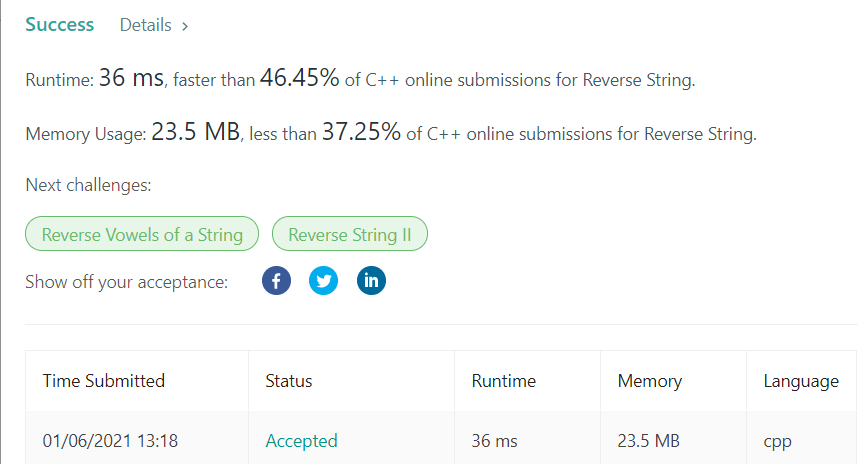 Success Details >
Runtime: 36 ms, faster than 46.45% of C++ online submissions for Reverse String.
Memory Usage: 23.5 MB, less than 37.25% of C++ online submissions for Reverse String.
Next challenges:
Reverse Vowels of a String Reverse String II
Show off your acceptance: f in
Time Submitted Status Runtime Memory Language
01/06/2021 13:18 Accepted 36 ms 23.5 MB cpp